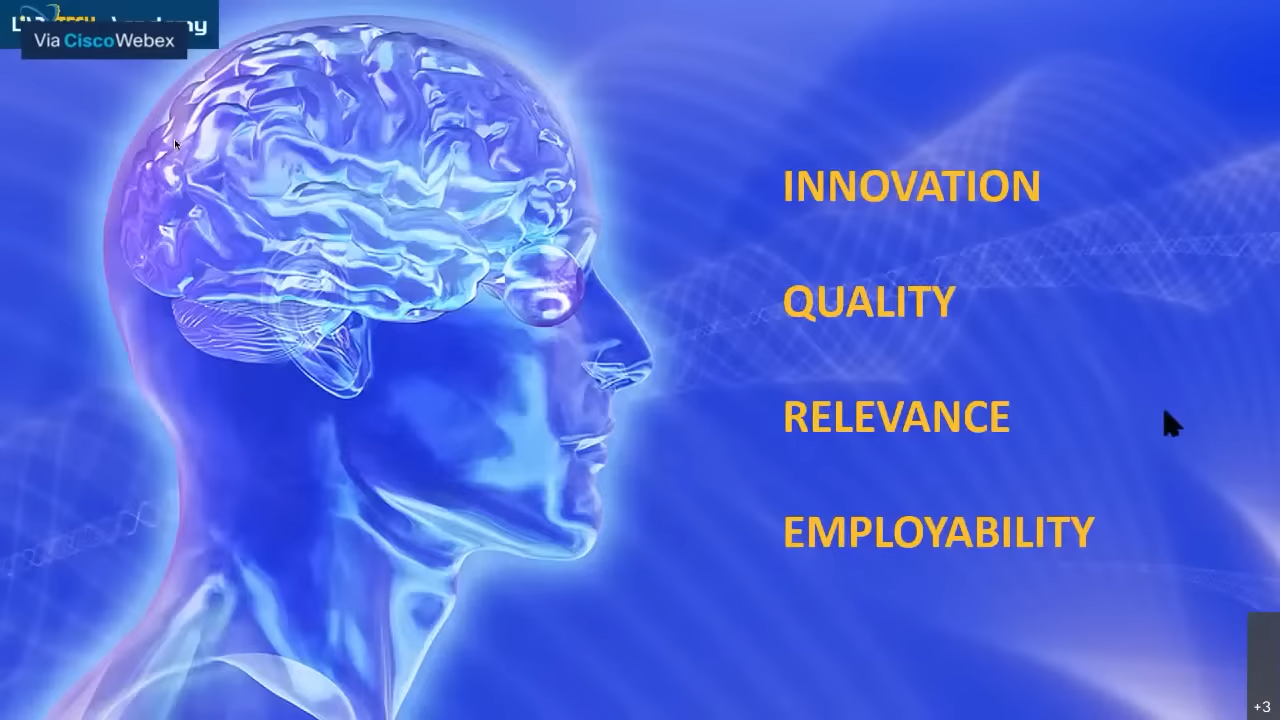 Via CiscoWebex
INNOVATION
QUALITY
RELEVANCE
EMPLOYABILITY
+3